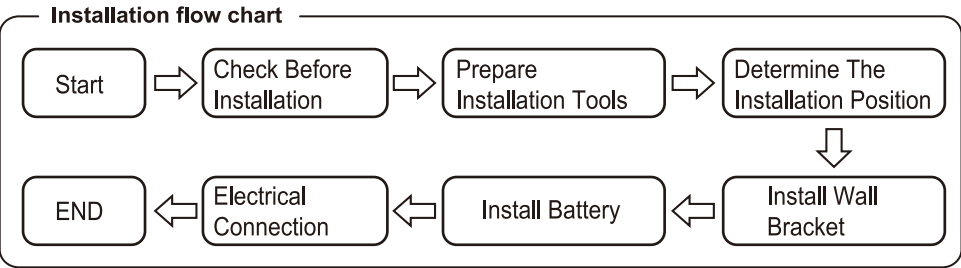 Installation flow chart
Start
Check Before
Installation
Prepare
Installation Tools
Determine The
Installation Position
Install Wall
Bracket
Install Battery
Electrical
Connection
END